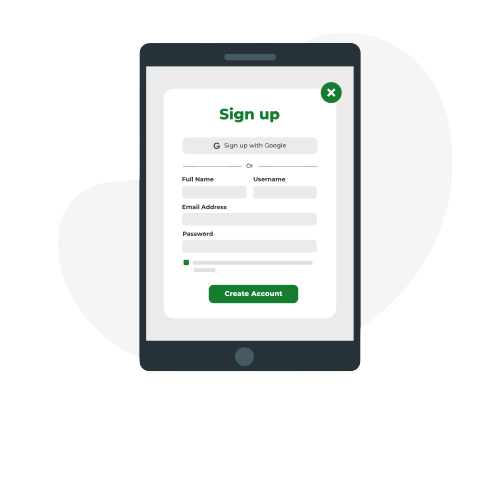 Sign up
G Sign up with Google
Or
Full Name Username
Email Address
Password
Create Account